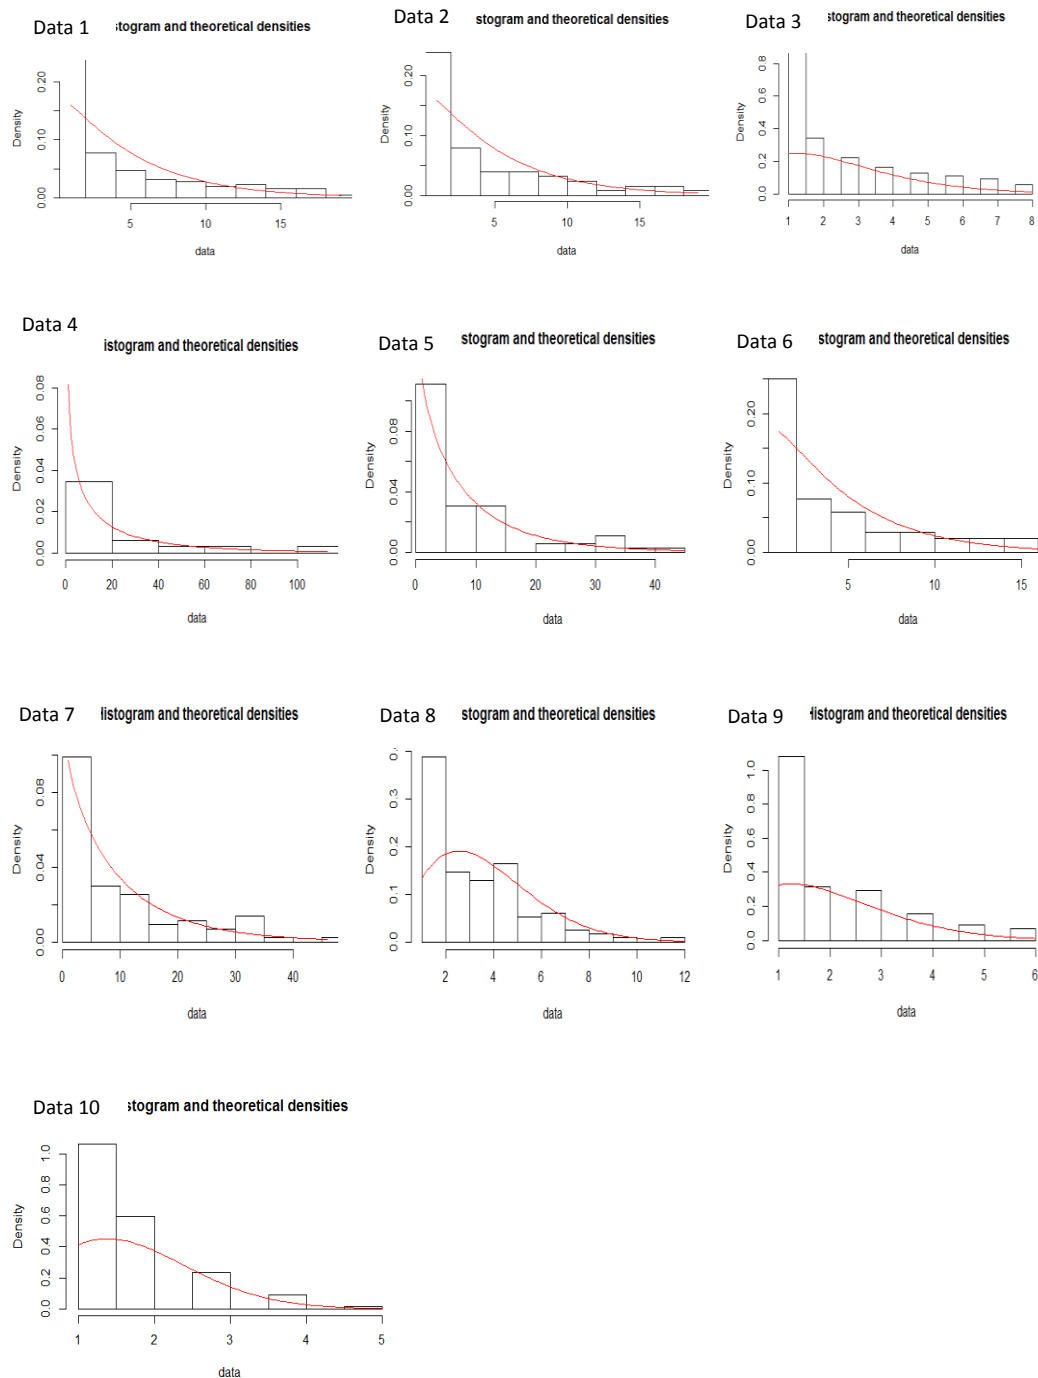 Data 1 stogram and theoretical densities
Density
0.00 0.10 0.20
5 10 15
data
Data 2 stogram and theoretical densities
Density
0.00 0.10 0.20
5 10 15
data
Data 3 stogram and theoretical densities
Density
0.0 0.2 0.4 0.6 0.8
1 2 3 4 5 6 7 8
data
Data 4
istogram and theoretical densities
Density
0.00 0.02 0.04 0.06 0.08
0 20 40 60 80 100
data
Data 5 stogram and theoretical densities
Density
0.00 0.04 0.08
0 10 20 30 40
data
Data 6 stogram and theoretical densities
Density
0.00 0.10 0.20
5 10 15
data
Data 7 Histogram and theoretical densities
Density
0.00 0.04 0.08
0 10 20 30 40
data
Data 8 stogram and theoretical densities
Density
0.0 0.1 0.2 0.3 0.
2 4 6 8 10 12
data
Data 9 Histogram and theoretical densities
Density
0.0 0.2 0.4 0.6 0.8 1.0
1 2 3 4 5 6
data
Data 10 stogram and theoretical densities
Density
0.0 0.2 0.4 0.6 0.8 1.0
1 2 3 4 5
data